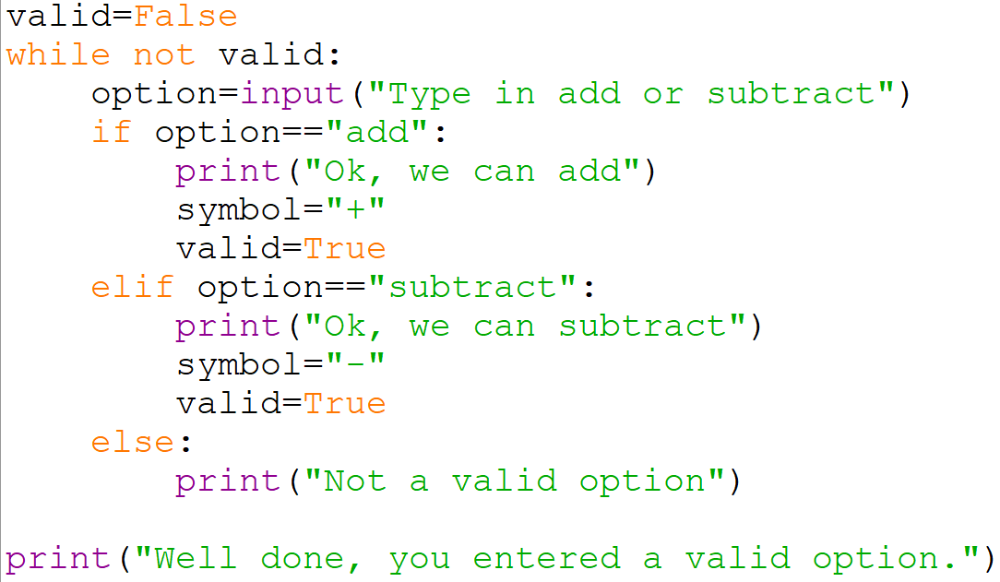 valid=False
while not valid:
    option=input("Type in add or subtract")
    if option=="add":
        print("Ok, we can add")
        symbol="+"
        valid=True
    elif option=="subtract":
        print("Ok, we can subtract")
        symbol="-"
        valid=True
    else:
        print("Not a valid option")

print("Well done, you entered a valid option.")